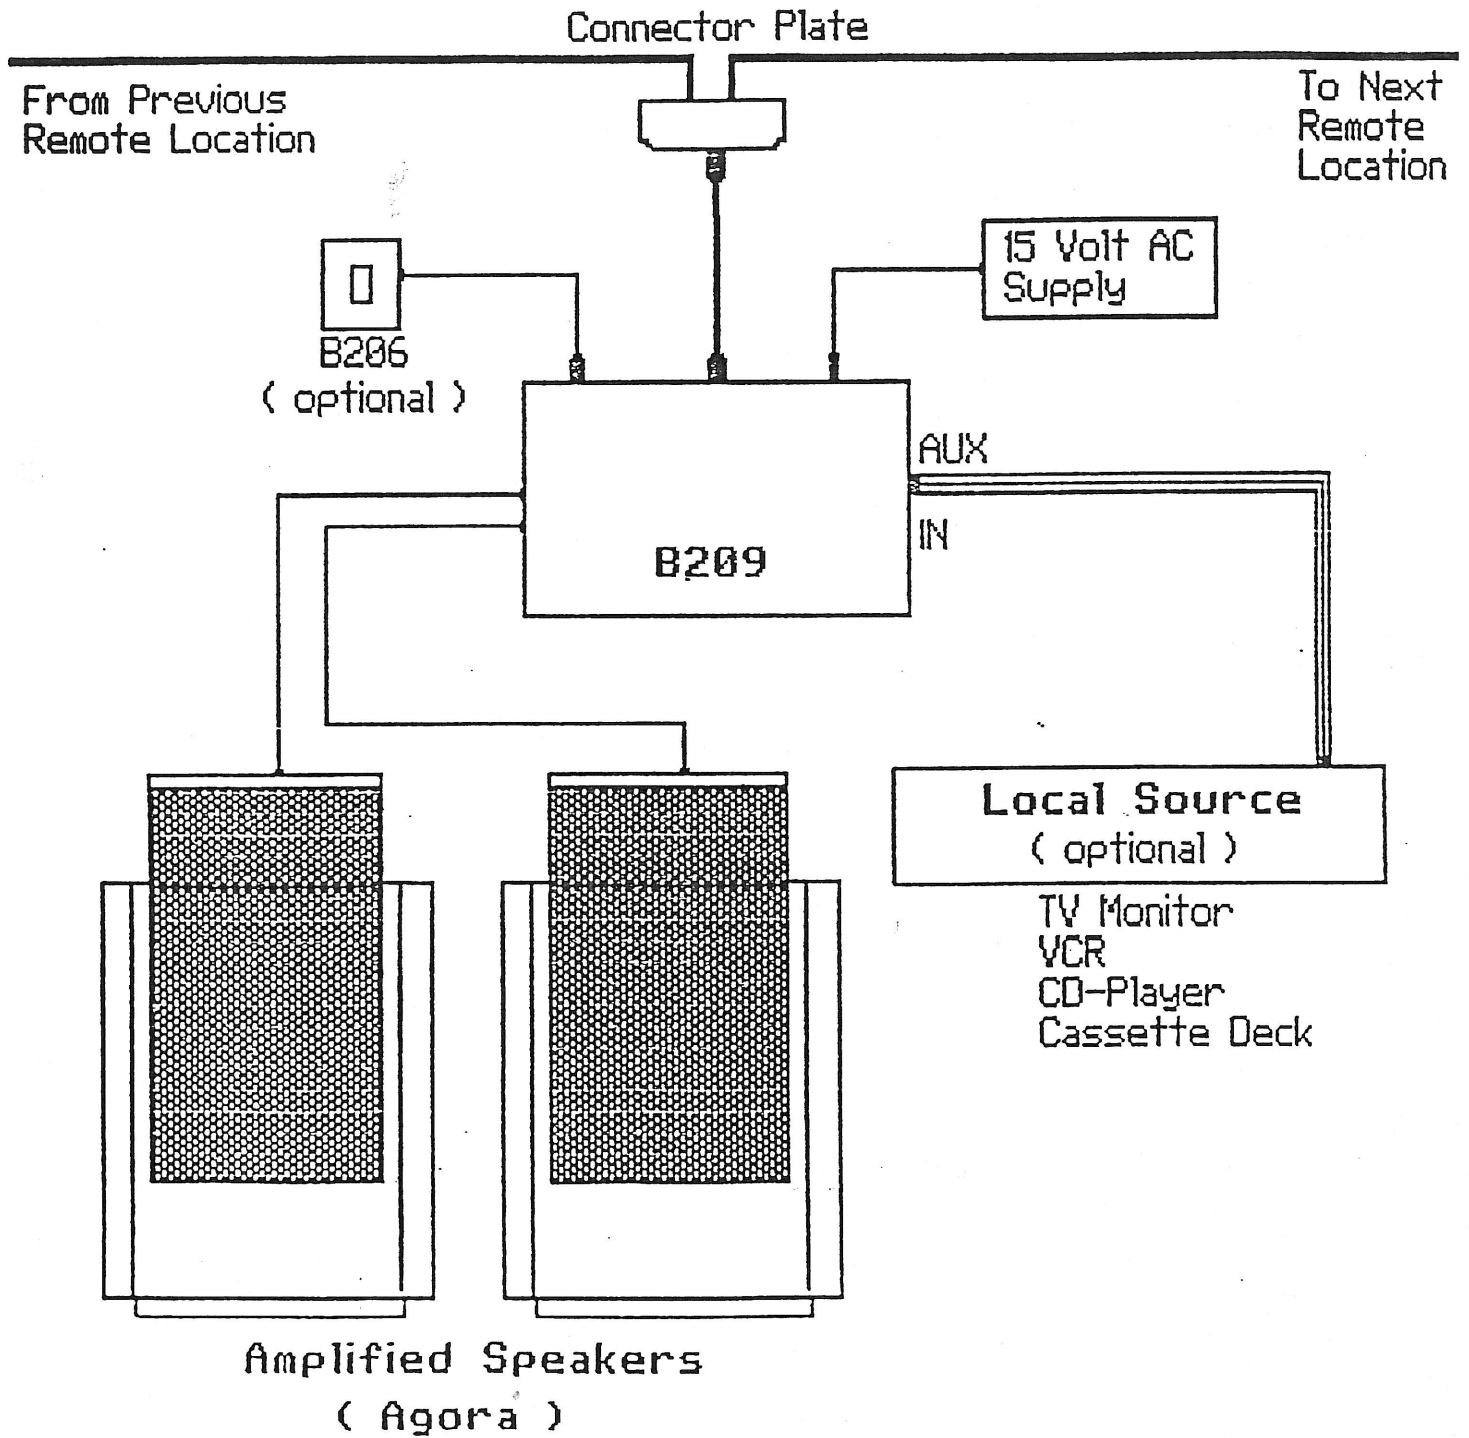 Connector Plate
From Previous
Remote Location
To Next
Remote
Location
15 Volt AC
Supply
B206
( optional )
AUX
IN
B209
Local Source
( optional )
TV Monitor
VCR
CD-Player
Cassette Deck
Amplified Speakers
( Agora )